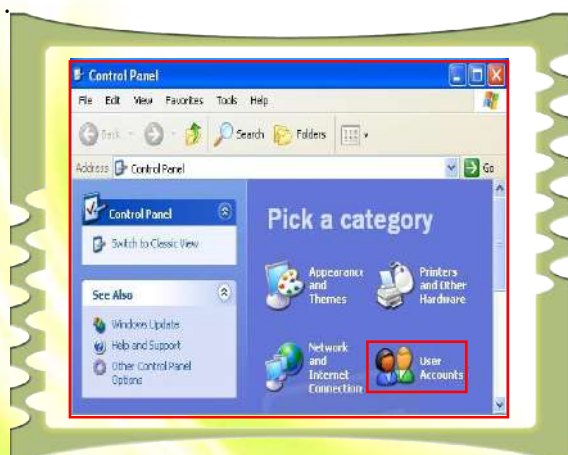 .
Control Panel
File Edit View Favorites Tools Help
Back Search Folders
Address Control Panel Go
Control Panel
Switch to Classic View
See Also
Windows Update
Help and Support
Other Control Panel
Options
Pick a category
Appearance
and
Themes
Printers
and Other
Hardware
Network
and
Internet
Connection
User
Accounts